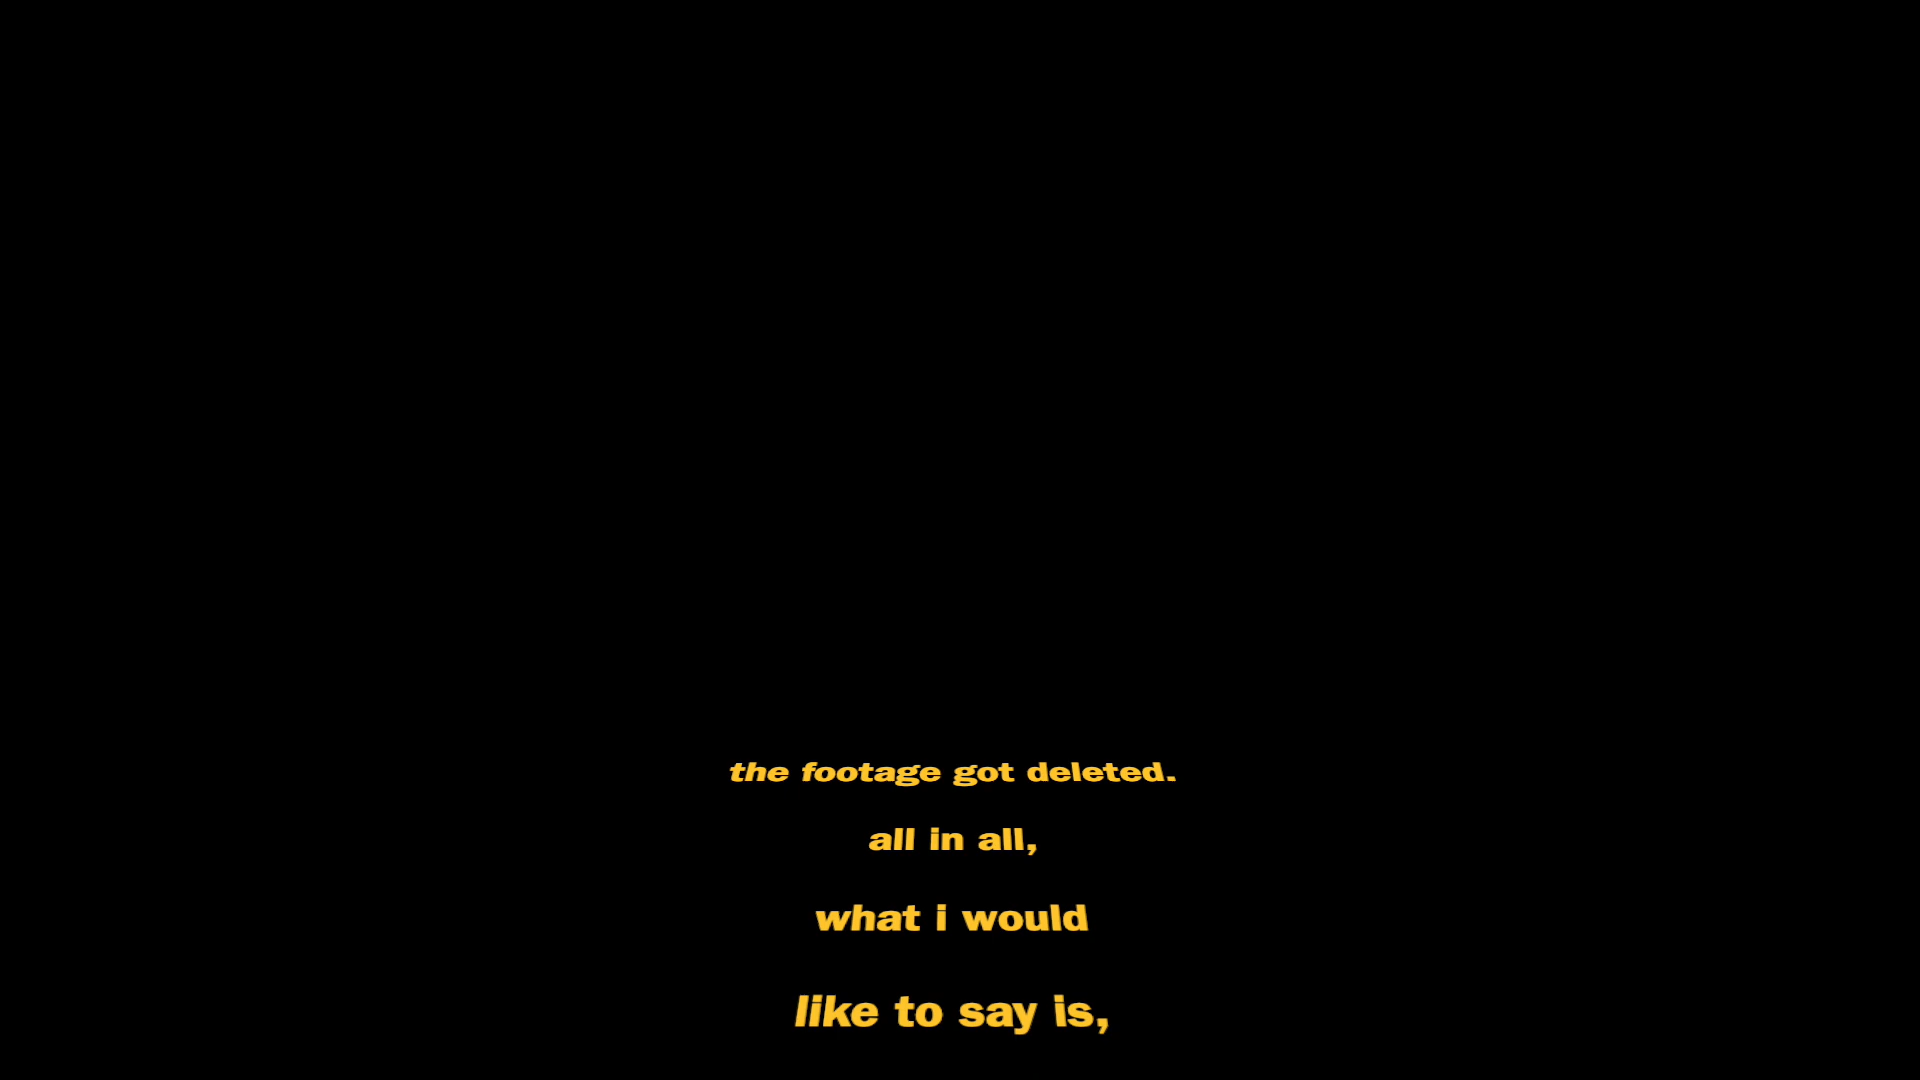 the footage got deleted.
all in all,
what i would
like to say is,